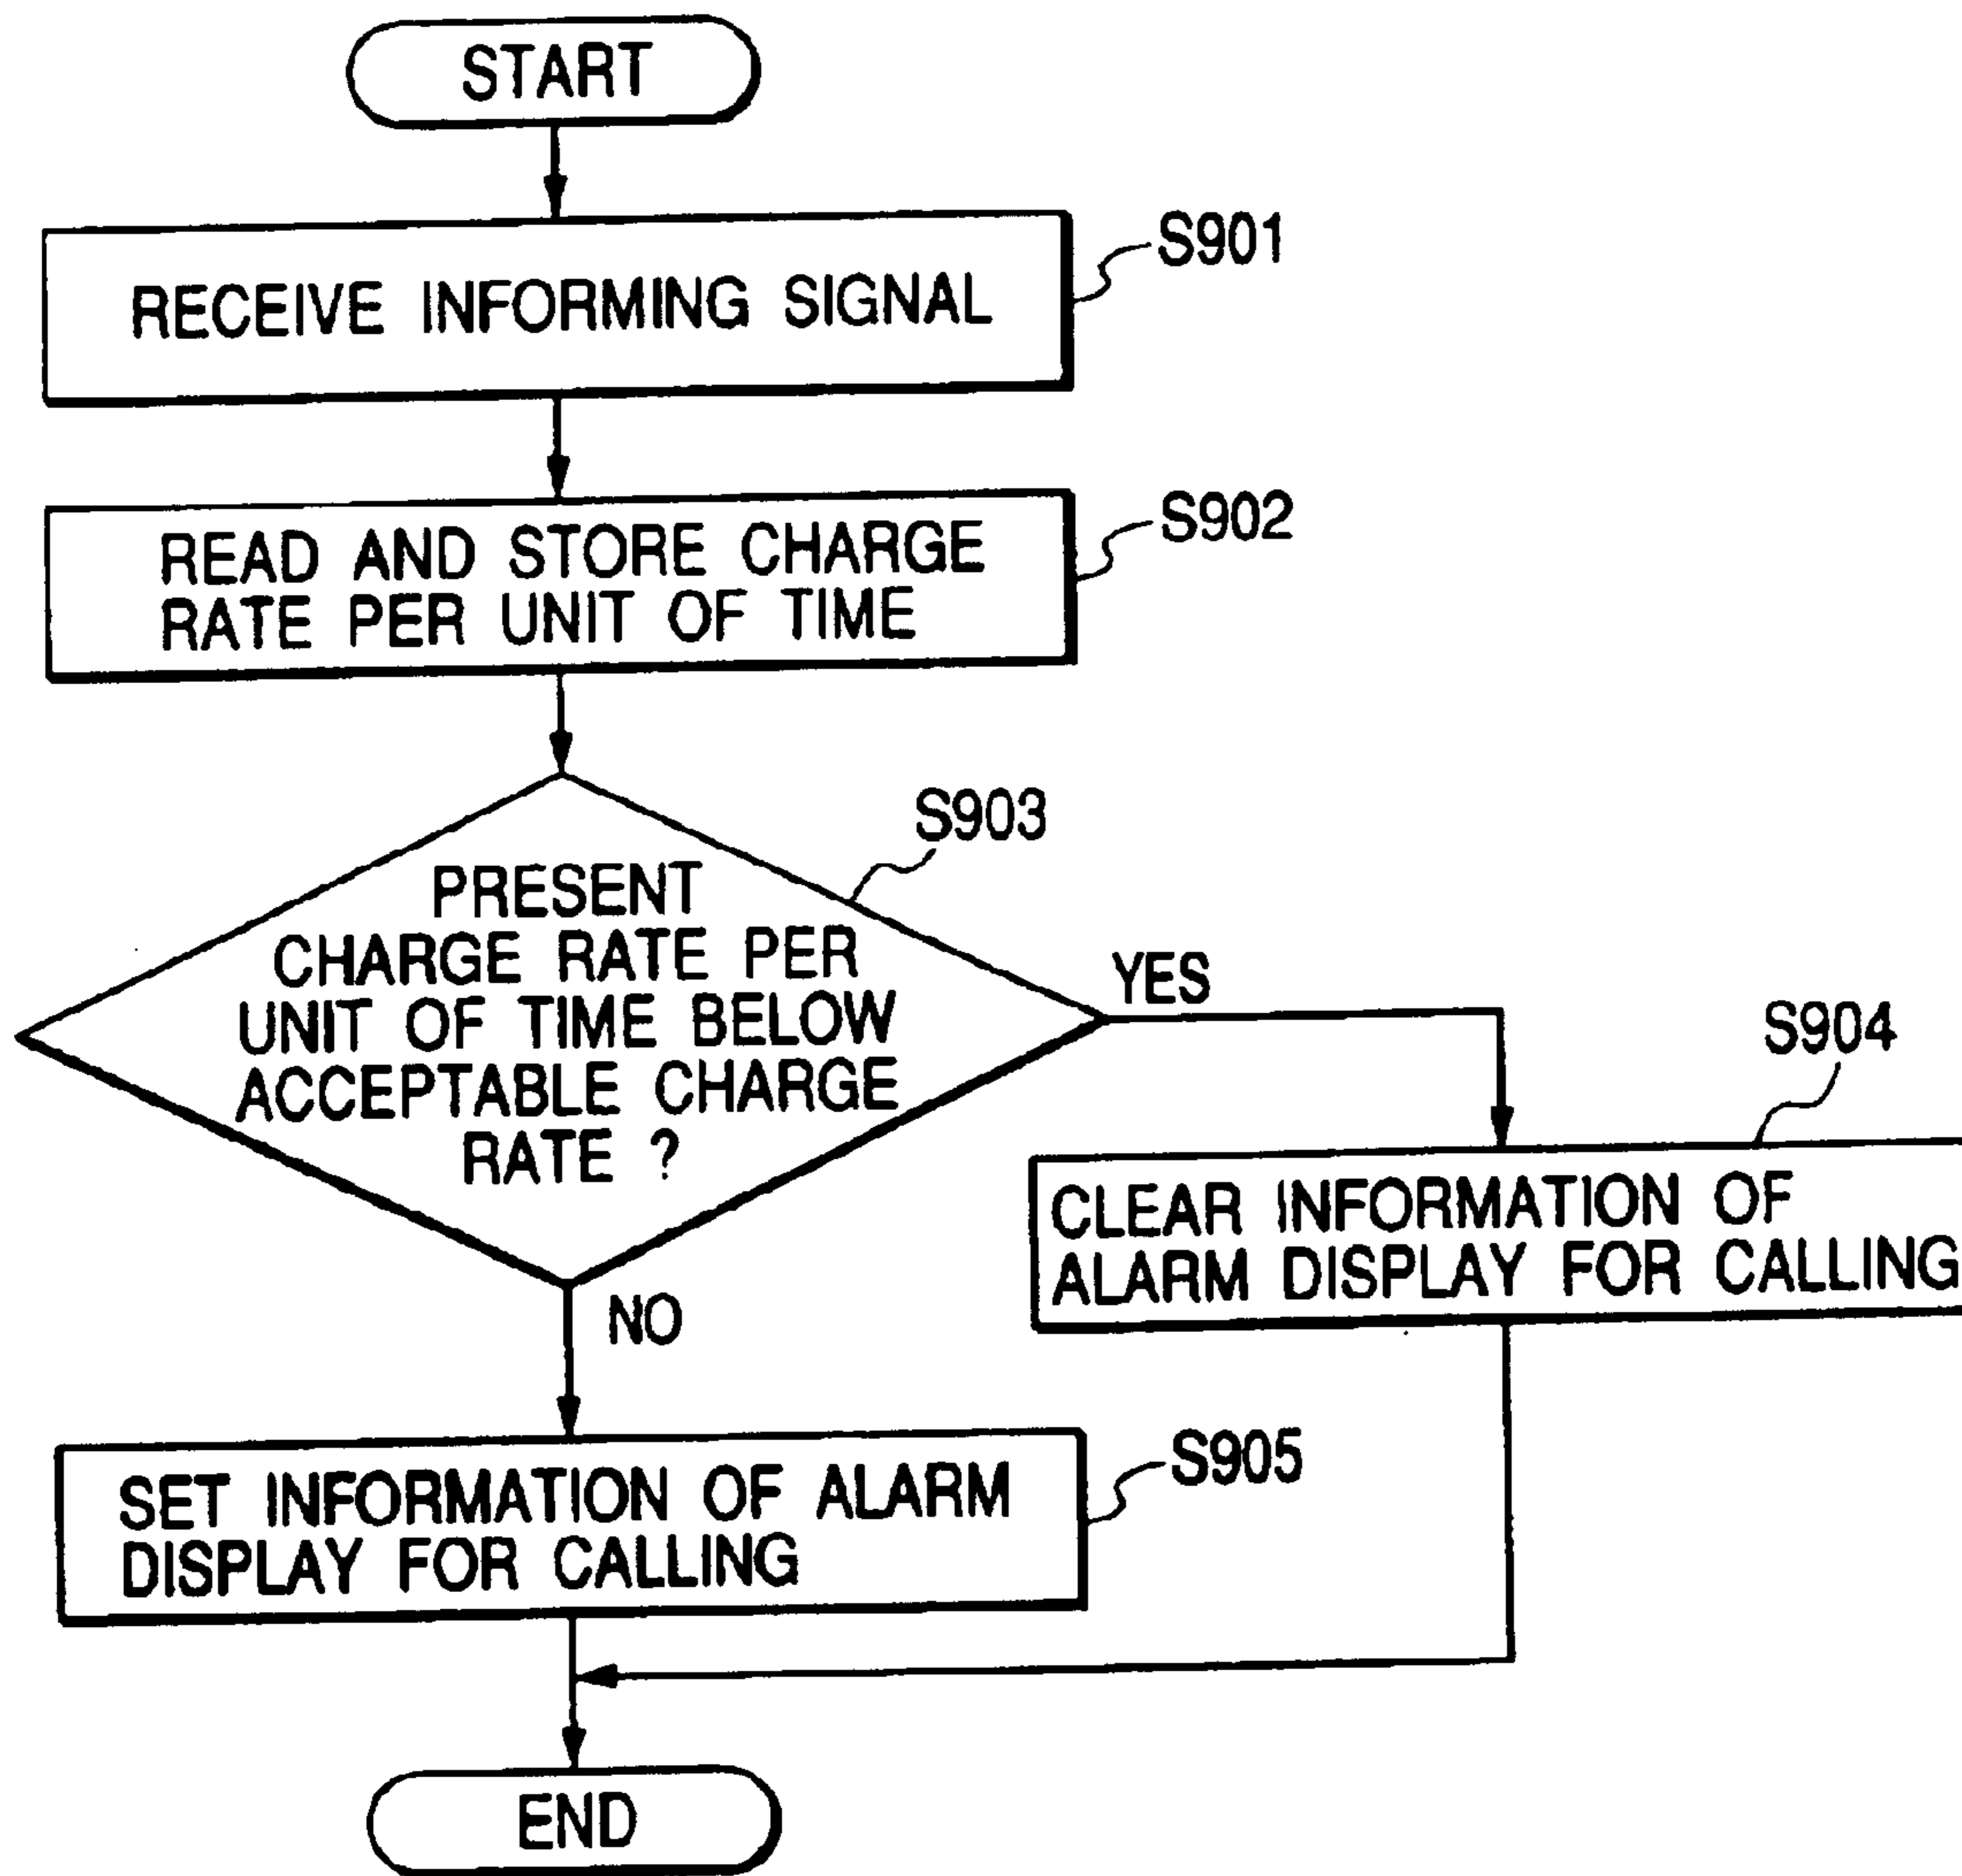 START
RECEIVE INFORMING SIGNAL
S901
READ AND STORE CHARGE
RATE PER UNIT OF TIME
S902
PRESENT
CHARGE RATE PER
UNIT OF TIME BELOW
ACCEPTABLE CHARGE
RATE ?
S903
YES
NO
S904
CLEAR INFORMATION OF
ALARM DISPLAY FOR CALLING
SET INFORMATION OF ALARM
DISPLAY FOR CALLING
S905
END